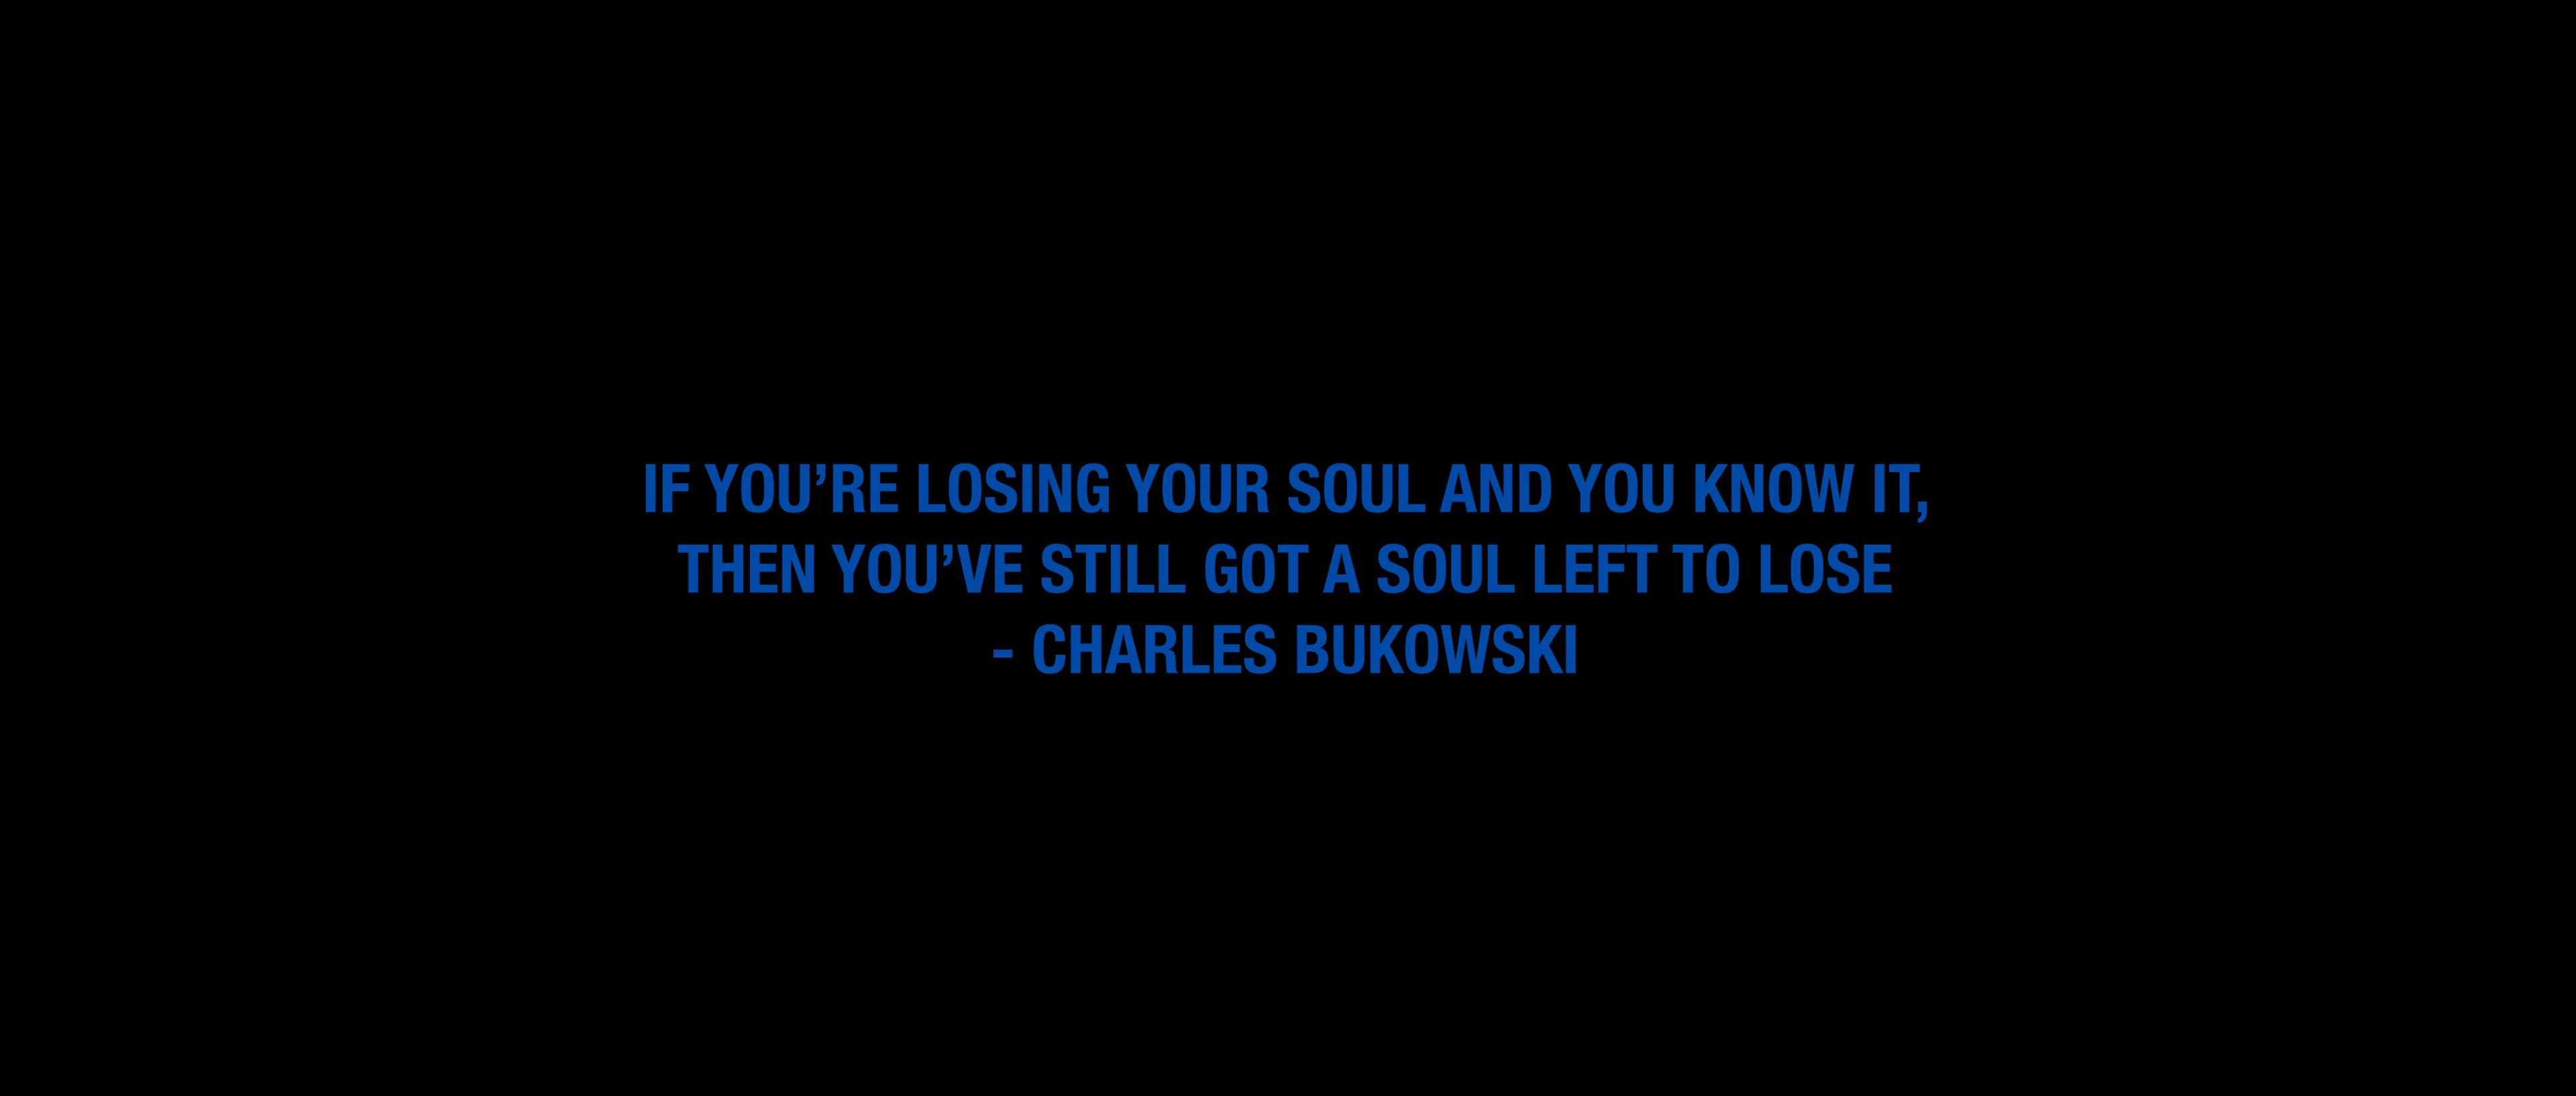 IF YOU’RE LOSING YOUR SOUL AND YOU KNOW IT,
THEN YOU’VE STILL GOT A SOUL LEFT TO LOSE
- CHARLES BUKOWSKI